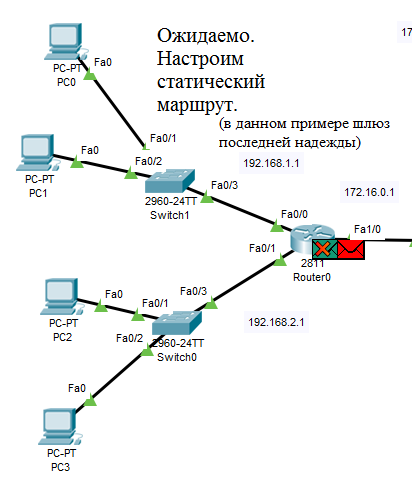 17
Ожидаемо.
Настроим
статический
маршрут.
(в данном примере шлюз
последней надежды)
PC-PT
PC0
Fa0
Fa0/1
Fa0
Fa0/2
PC-PT
PC1
2960-24TT
Switch1
Fa0/3
192.168.1.1
172.16.0.1
Fa0/0
Fa1/0
Fa0/1
2811
Router0
PC-PT
PC2
Fa0
Fa0/1
Fa0/3
192.168.2.1
2960-24TT
Switch0
Fa0/2
Fa0
PC-PT
PC3